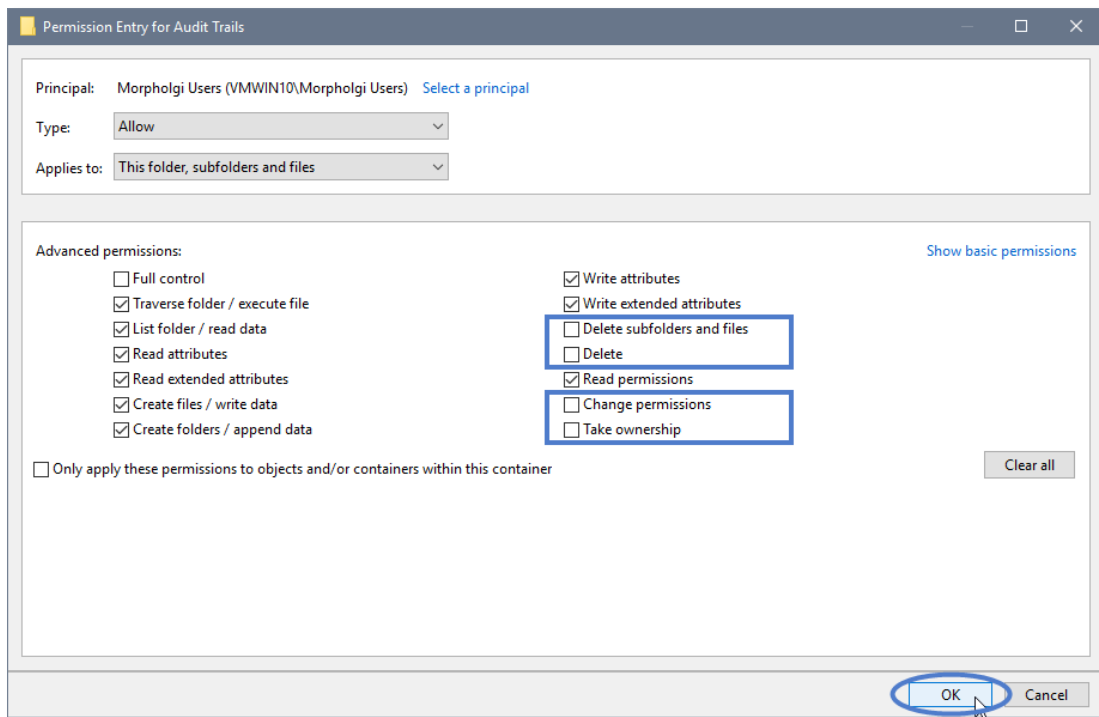 Permission Entry for Audit Trails
Principal: Morpholgi Users (VMWIN10\Morpholgi Users) Select a principal
Type: Allow
Applies to: This folder, subfolders and files
Advanced permissions: Show basic permissions
Full control
Traverse folder / execute file
List folder / read data
Read attributes
Read extended attributes
Create files / write data
Create folders / append data
Write attributes
Write extended attributes
Delete subfolders and files
Delete
Read permissions
Change permissions
Take ownership
Only apply these permissions to objects and/or containers within this container
Clear all
OK Cancel